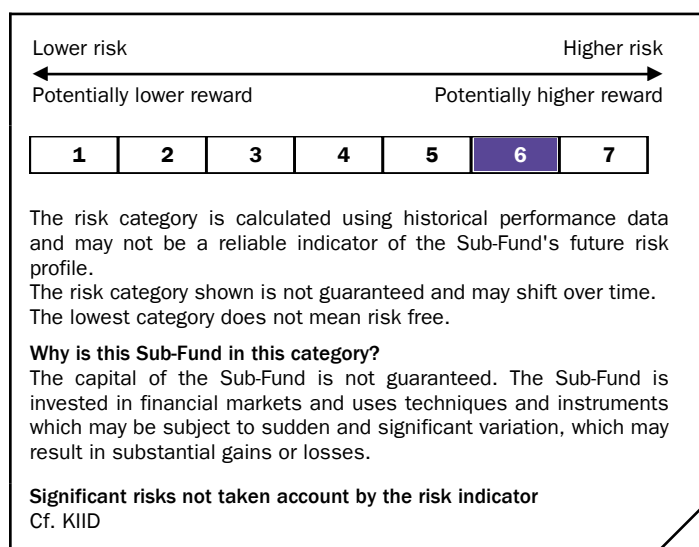 Lower risk Higher risk
Potentially lower reward Potentially higher reward
1 2 3 4 5 6 7
The risk category is calculated using historical performance data
and may not be a reliable indicator of the Sub-Fund's future risk
profile.
The risk category shown is not guaranteed and may shift over time.
The lowest category does not mean risk free.
Why is this Sub-Fund in this category?
The capital of the Sub-Fund is not guaranteed. The Sub-Fund is
invested in financial markets and uses techniques and instruments
which may be subject to sudden and significant variation, which may
result in substantial gains or losses.
Significant risks not taken account by the risk indicator
Cf. KIID